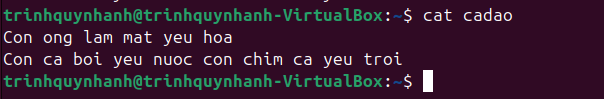 trinhquynhanh@trinhquynhanh-VirtualBox:~$ cat cadao
Con ong lam mat yeu hoa
Con ca boi yeu nuoc con chim ca yeu troi
trinhquynhanh@trinhquynhanh-VirtualBox:~$